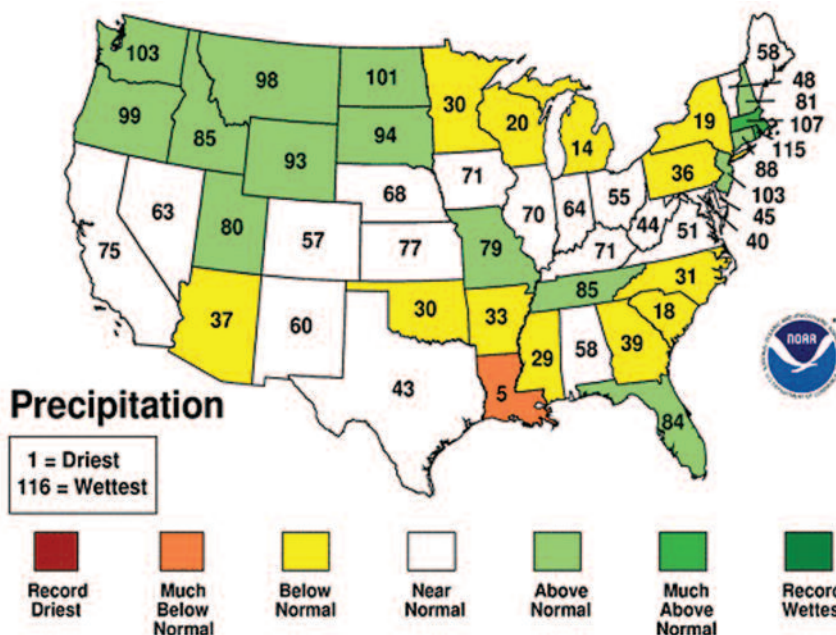 58
103
98
101
48
30
99
20
19
81
107
85
94
14
115
93
36
88
103
71
55
68
64
45
63
70
80
44
40
57
51
75
77
71
79
31
85
37
30
33
18
60
29
58
39
NOAA
43
5
84
Precipitation
1 = Driest
116 = Wettest
Record
Driest
Much
Below
Normal
Below
Normal
Near
Normal
Above
Normal
Much
Above
Normal
Record
Wettes